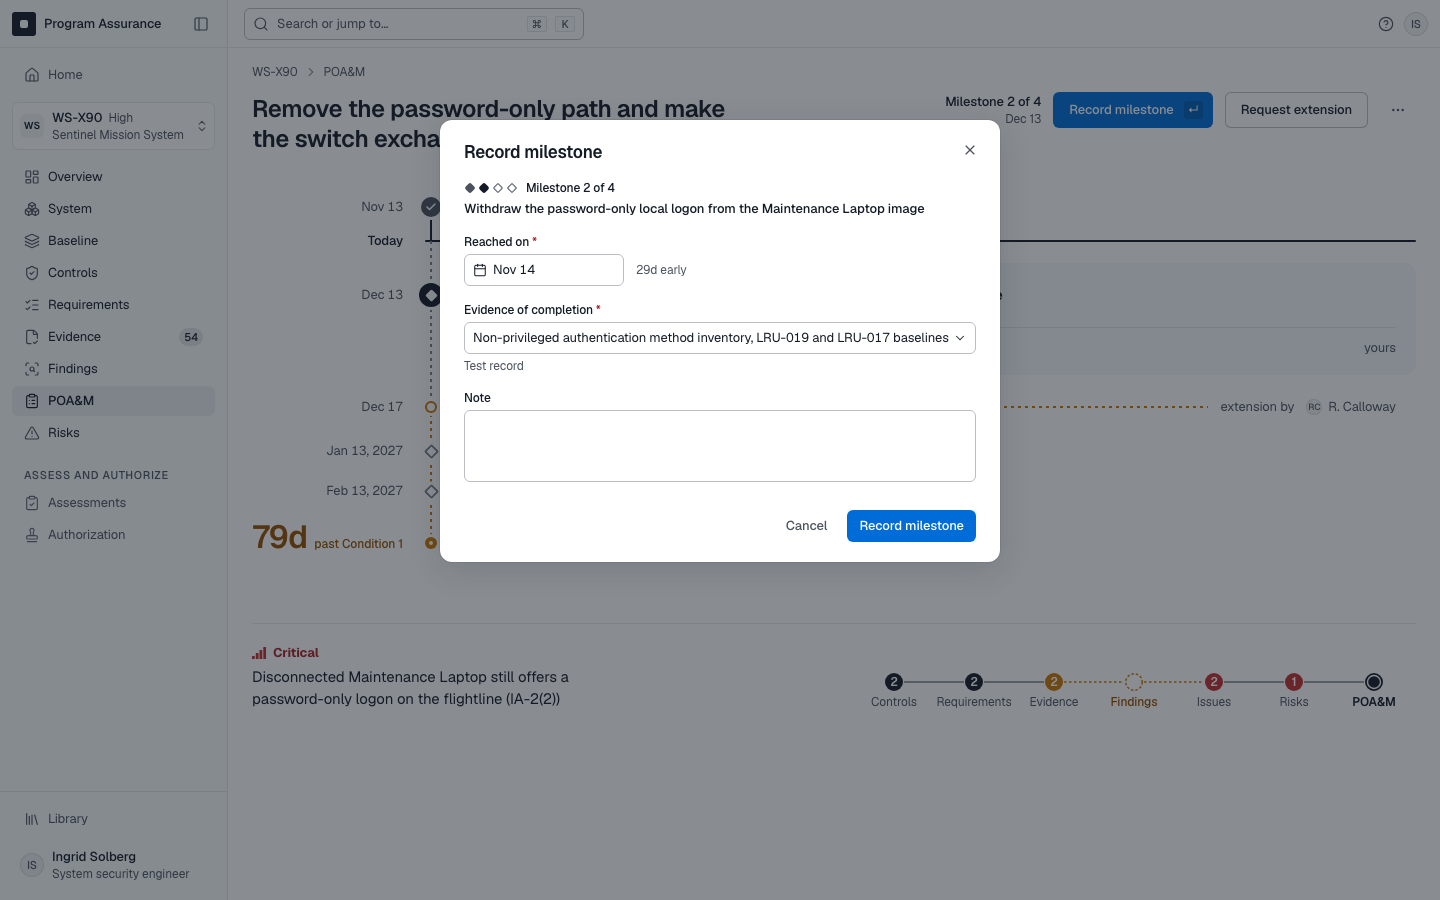 Program Assurance
Search or jump to...
⌘ K
IS
Home
WS
WS-X90 High
Sentinel Mission System
Overview
System
Baseline
Controls
Requirements
Evidence 54
Findings
POA&M
Risks
ASSESS AND AUTHORIZE
Assessments
Authorization
Library
IS
Ingrid Solberg
System security engineer
WS-X90 > POA&M
Remove the password-only path and make
the switch excha
Milestone 2 of 4
Dec 13
Record milestone
Request extension
Nov 13
Today
Dec 13
yours
Dec 17
extension by RC R. Calloway
Jan 13, 2027
Feb 13, 2027
79d past Condition 1
Record milestone
Milestone 2 of 4
Withdraw the password-only local logon from the Maintenance Laptop image
Reached on *
Nov 14
29d early
Evidence of completion *
Non-privileged authentication method inventory, LRU-019 and LRU-017 baselines
Test record
Note
Cancel
Record milestone
Critical
Disconnected Maintenance Laptop still offers a
password-only logon on the flightline (IA-2(2))
2 2 2 2 1
Controls Requirements Evidence Findings Issues Risks POA&M